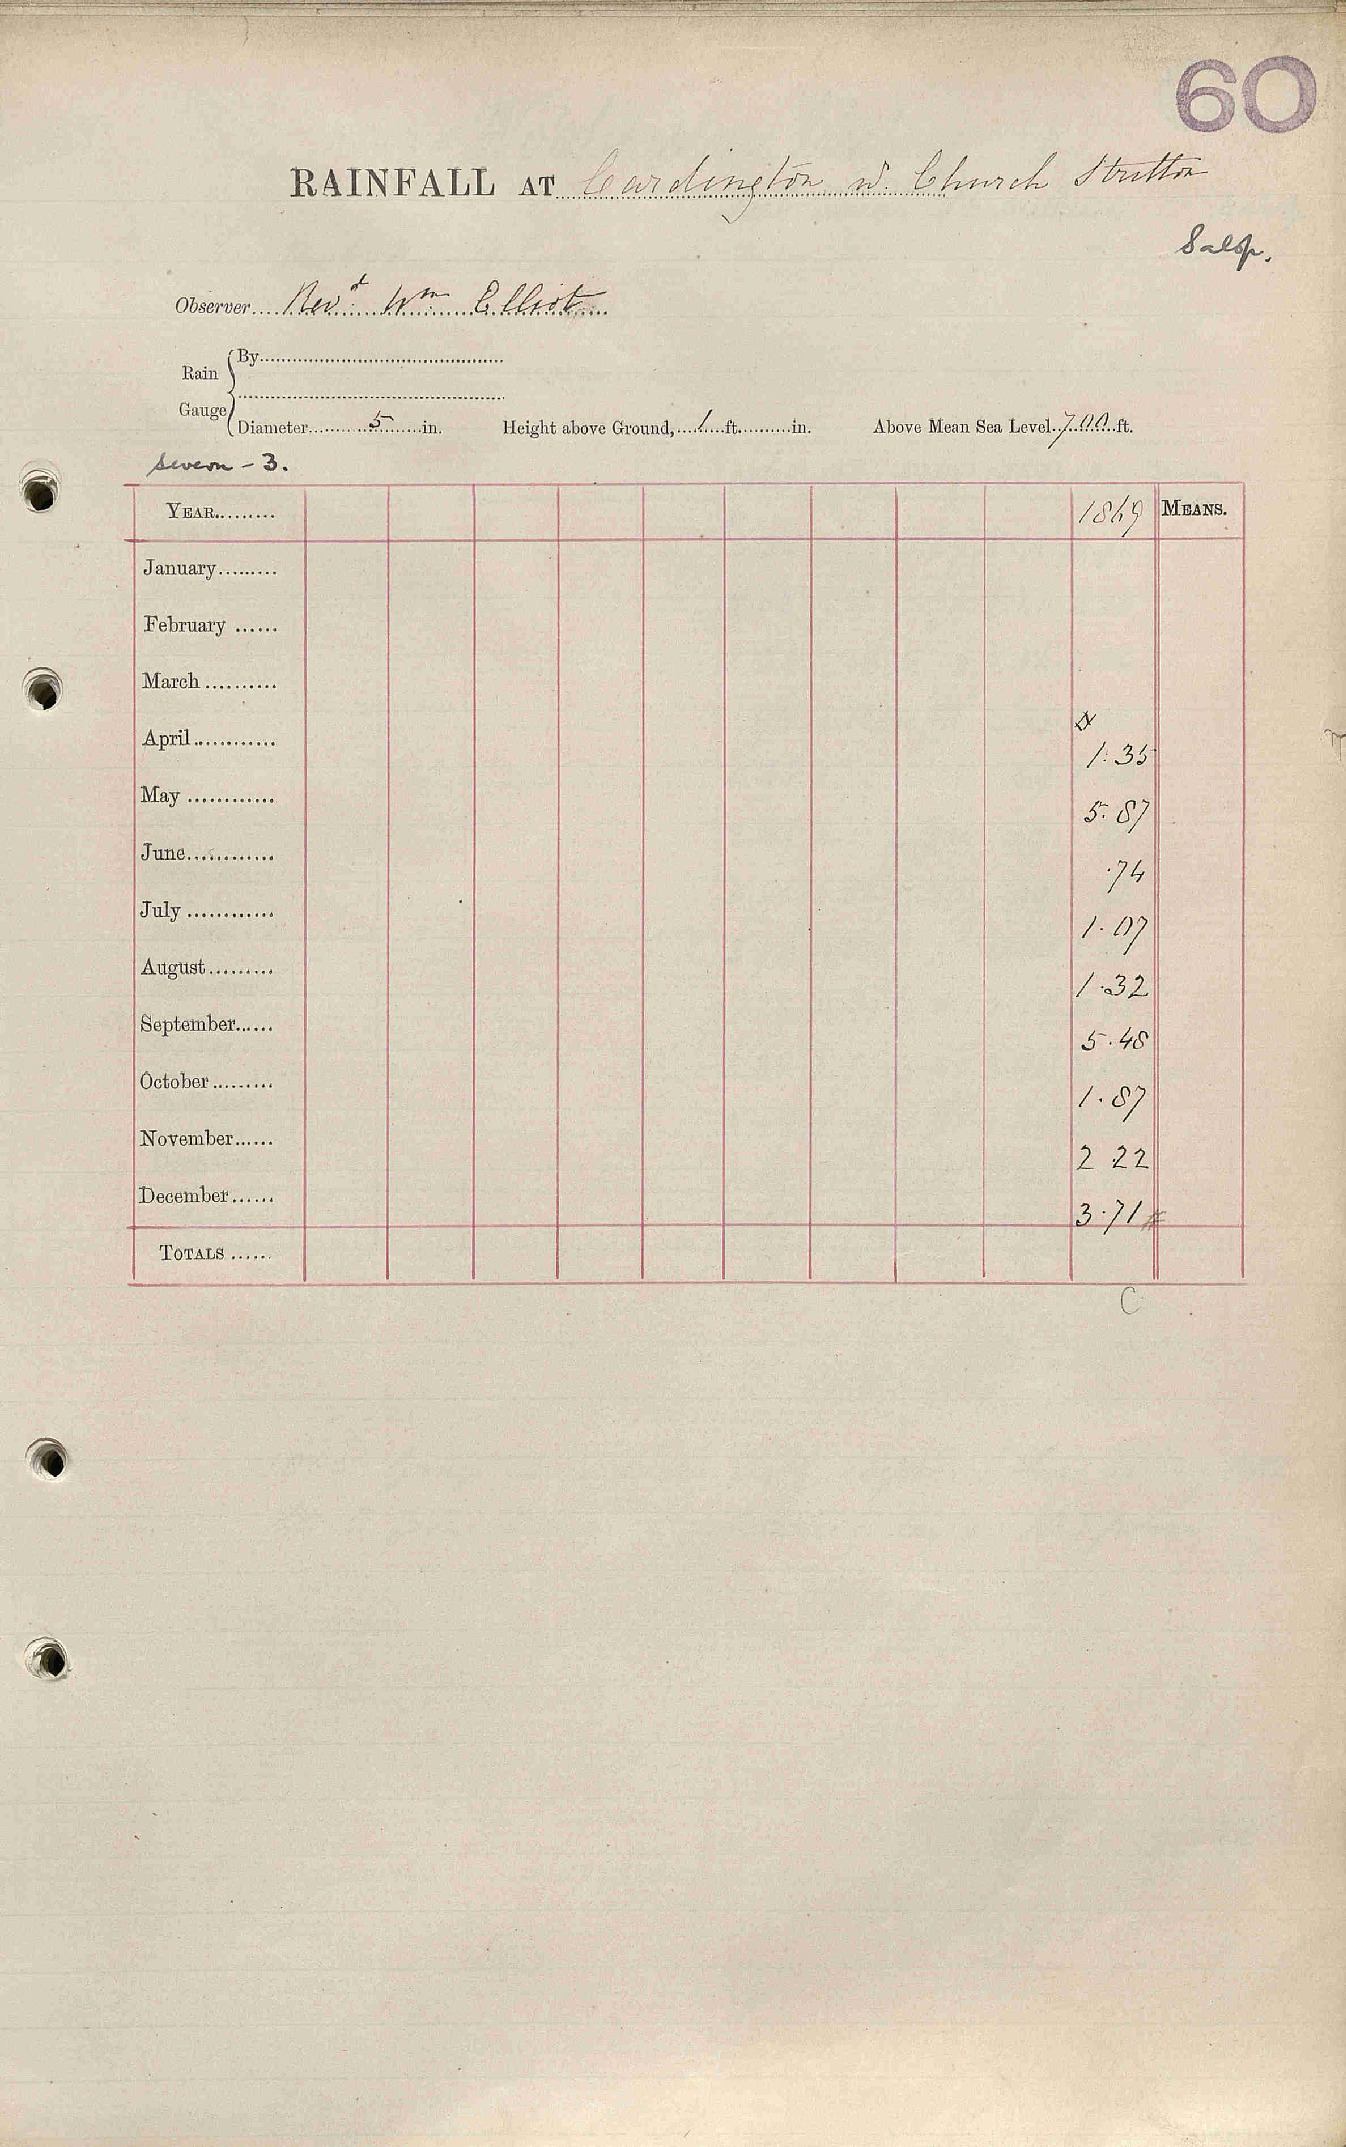 60
RAINFALL AT Cardington nr. Church Stretton
Salop.
Observer.... Revd. Wm. Elliot
Rain Gauge
By
Diameter 5 in. Height above Ground, 1 ft. in. Above Mean Sea Level 700 ft.
Severn - 3.
YEAR 1869 MEANS.
January
February
March
April 1.35
May 5.87
June .74
July 1.07
August 1.32
September 5.48
October 1.87
November 2 .22
December 3.71 #
TOTALS
C